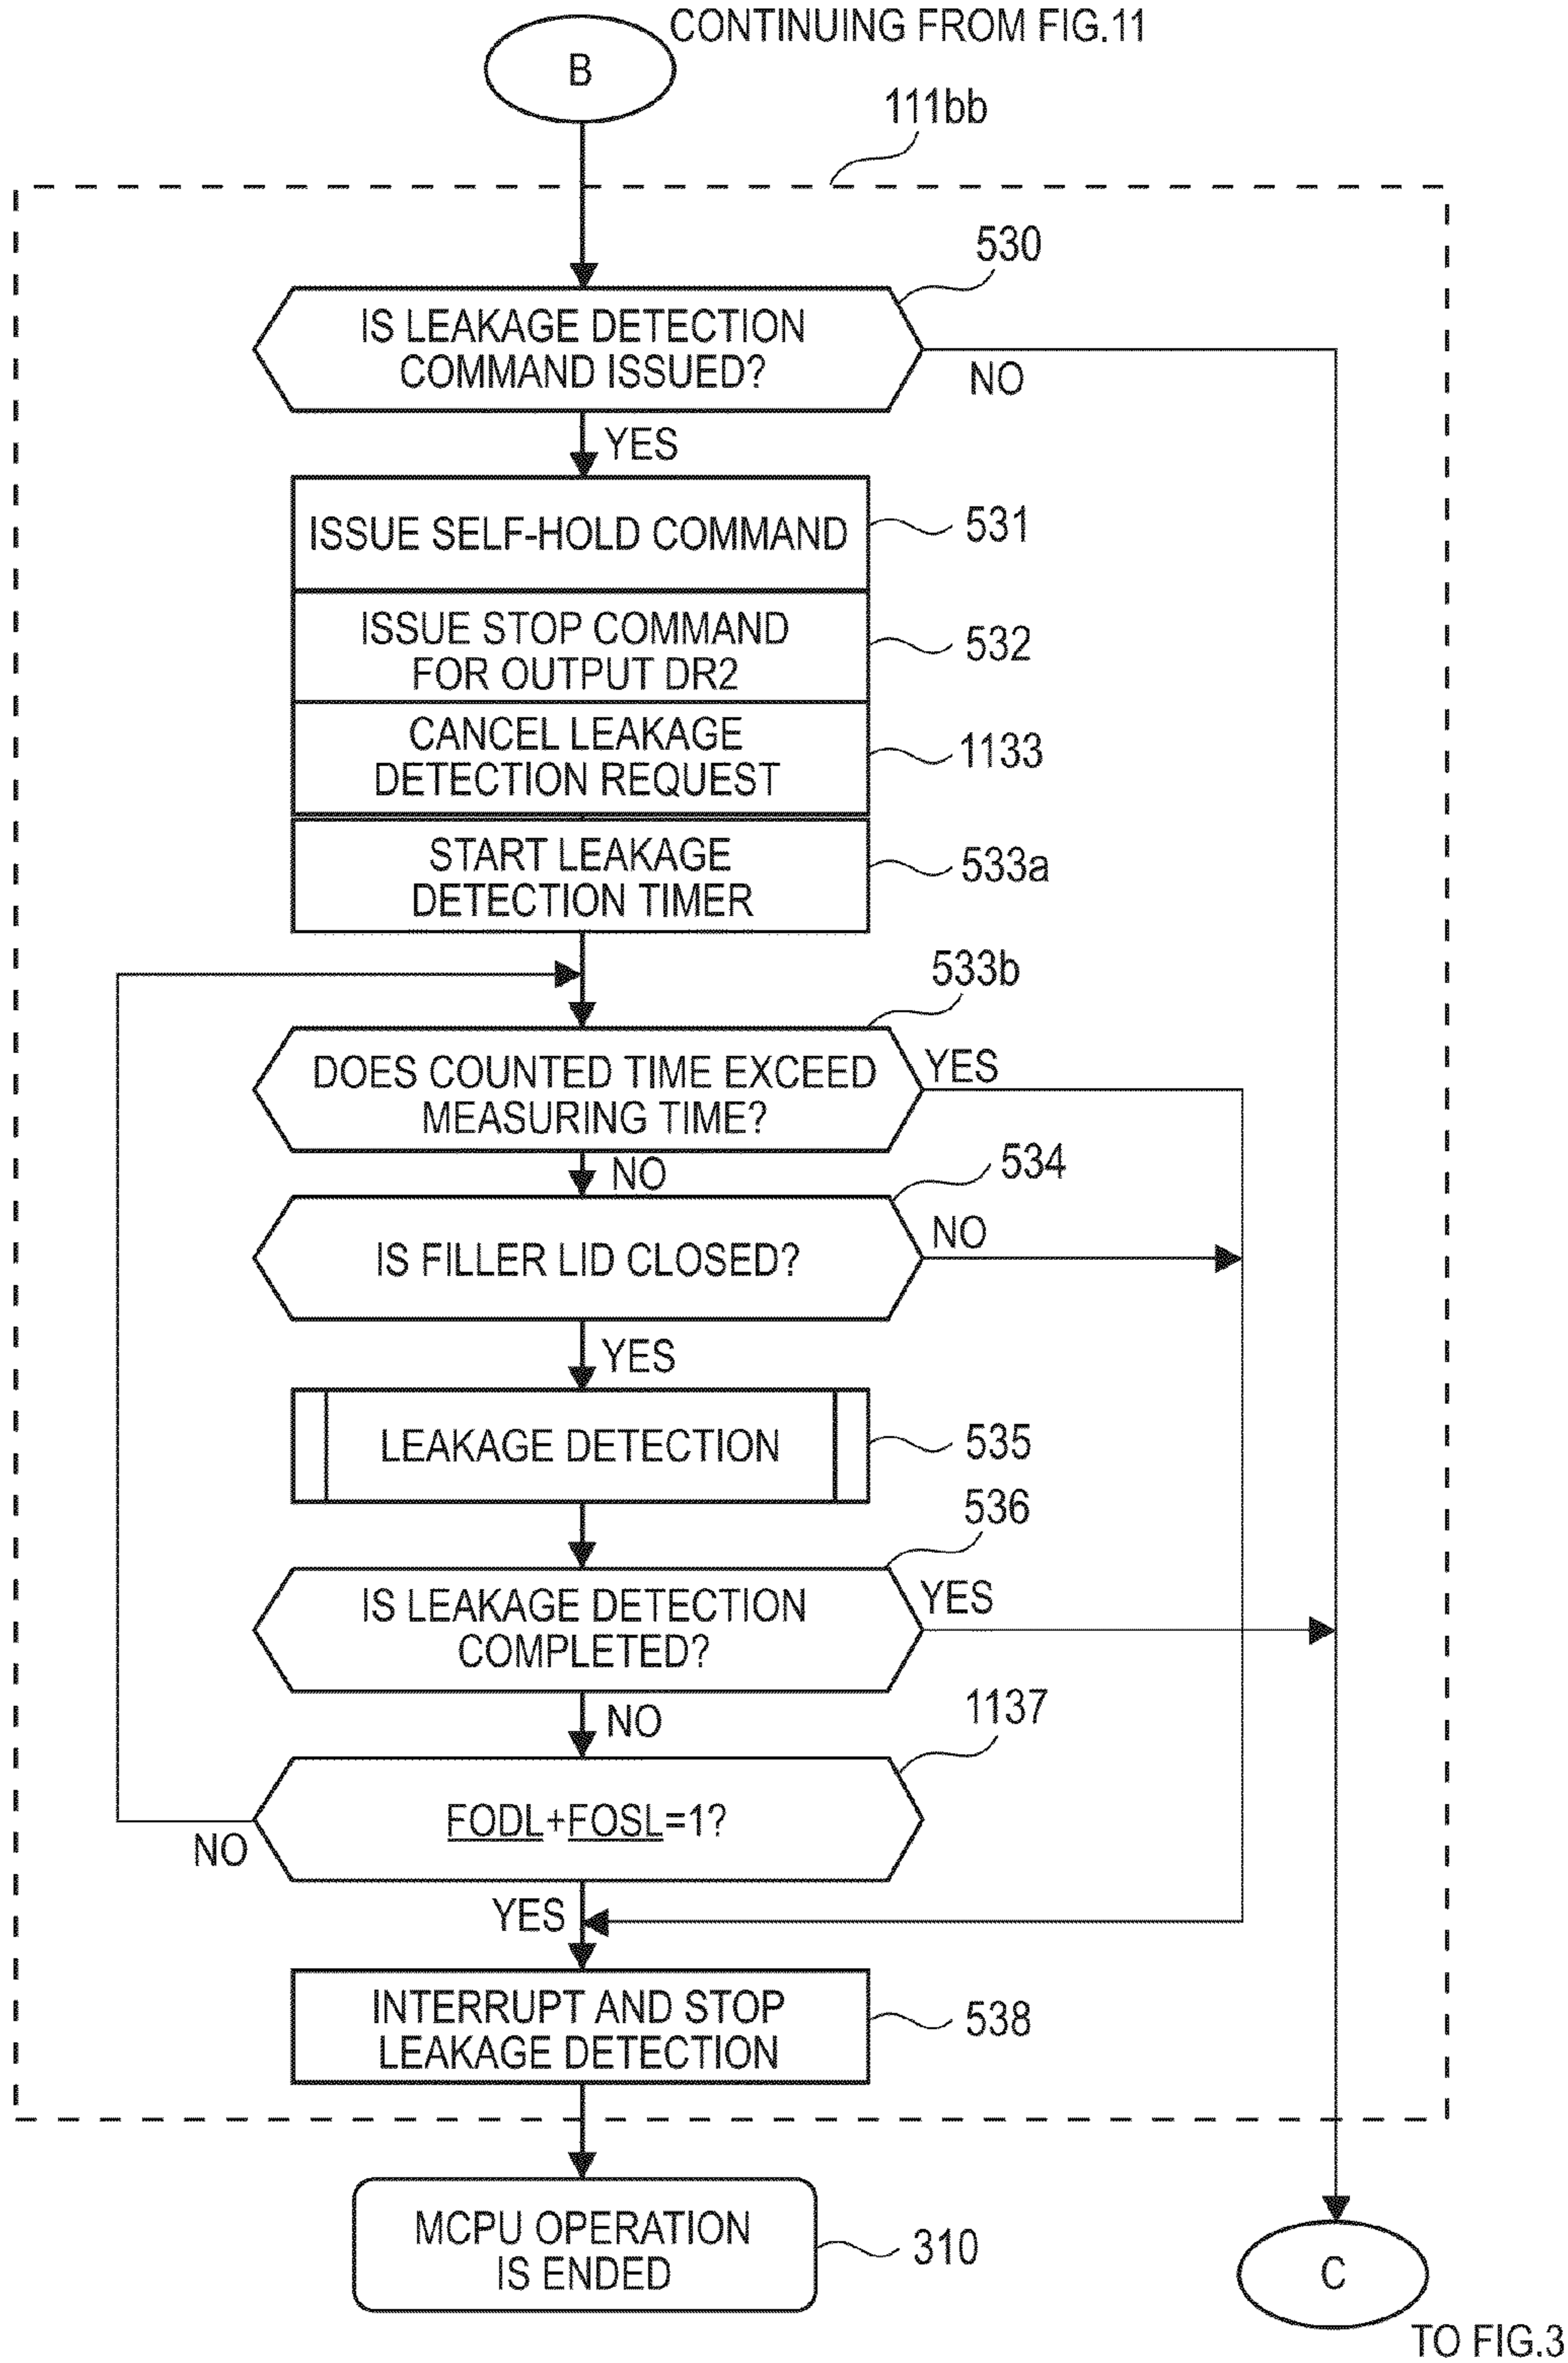 CONTINUING FROM FIG.11
B
111bb
530
IS LEAKAGE DETECTION
COMMAND ISSUED?
NO
YES
ISSUE SELF-HOLD COMMAND
531
ISSUE STOP COMMAND
FOR OUTPUT DR2
532
CANCEL LEAKAGE
DETECTION REQUEST
1133
START LEAKAGE
DETECTION TIMER
533a
533b
DOES COUNTED TIME EXCEED
MEASURING TIME?
YES
NO
534
IS FILLER LID CLOSED?
NO
YES
LEAKAGE DETECTION
535
536
IS LEAKAGE DETECTION
COMPLETED?
YES
NO
1137
FODL+FOSL=1?
NO
YES
INTERRUPT AND STOP
LEAKAGE DETECTION
538
MCPU OPERATION
IS ENDED
310
C
TO FIG.3